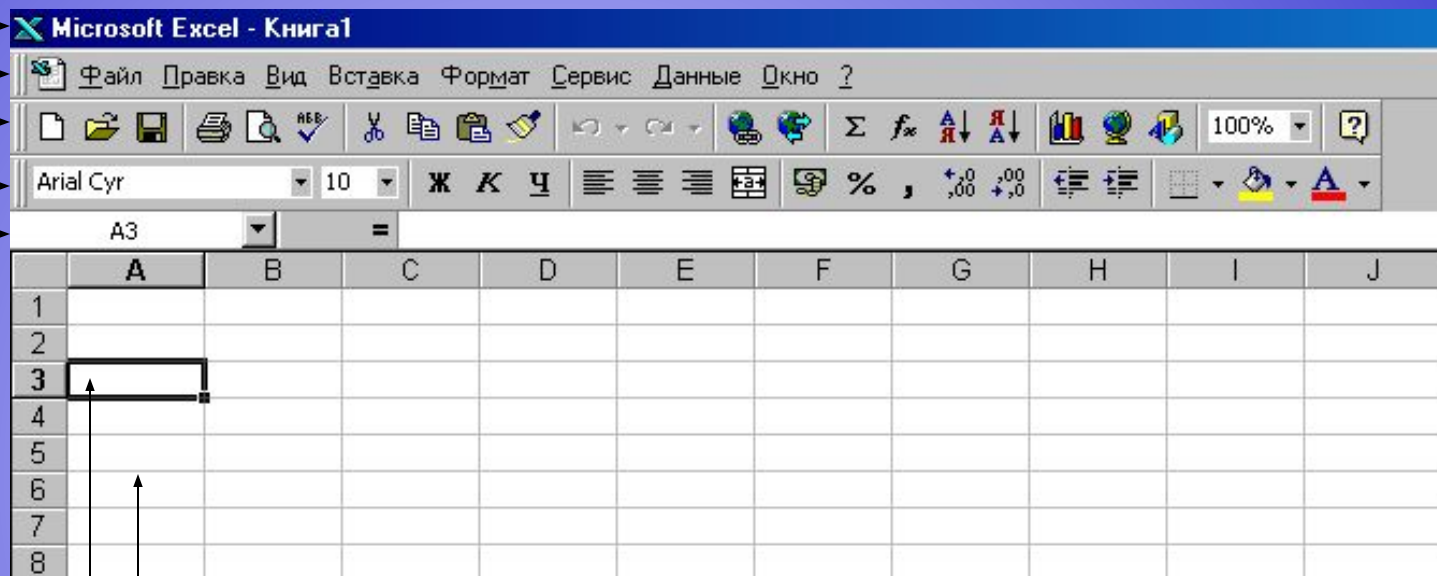 Microsoft Excel - Книга1
Файл Правка Вид Вставка Формат Сервис Данные Окно ?
100%
Arial Cyr 10 Ж К Ч % ,
A3 =
A B C D E F G H I J
1
2
3
4
5
6
7
8